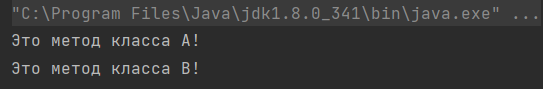 "C:\Program Files\Java\jdk1.8.0_341\bin\java.exe" ...
Это метод класса A!
Это метод класса B!